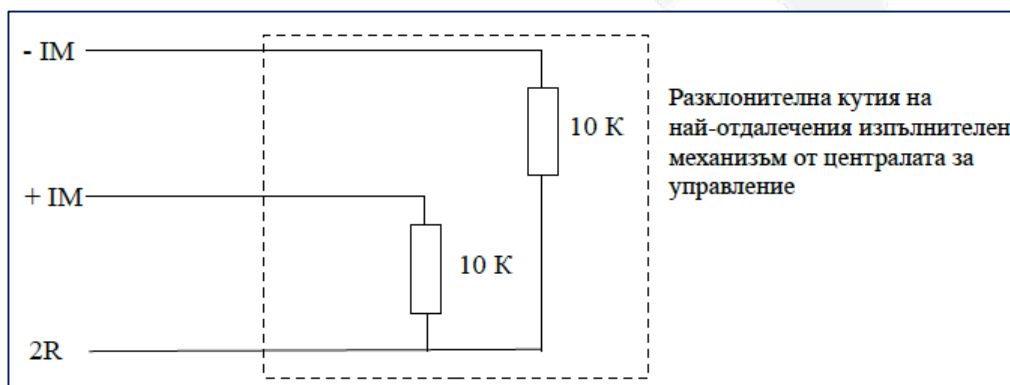 - IM
10 K
Разклонителна кутия на
най-отдалечения изпълнителен
механизъм от централата за
управление
+ IM
10 K
2R